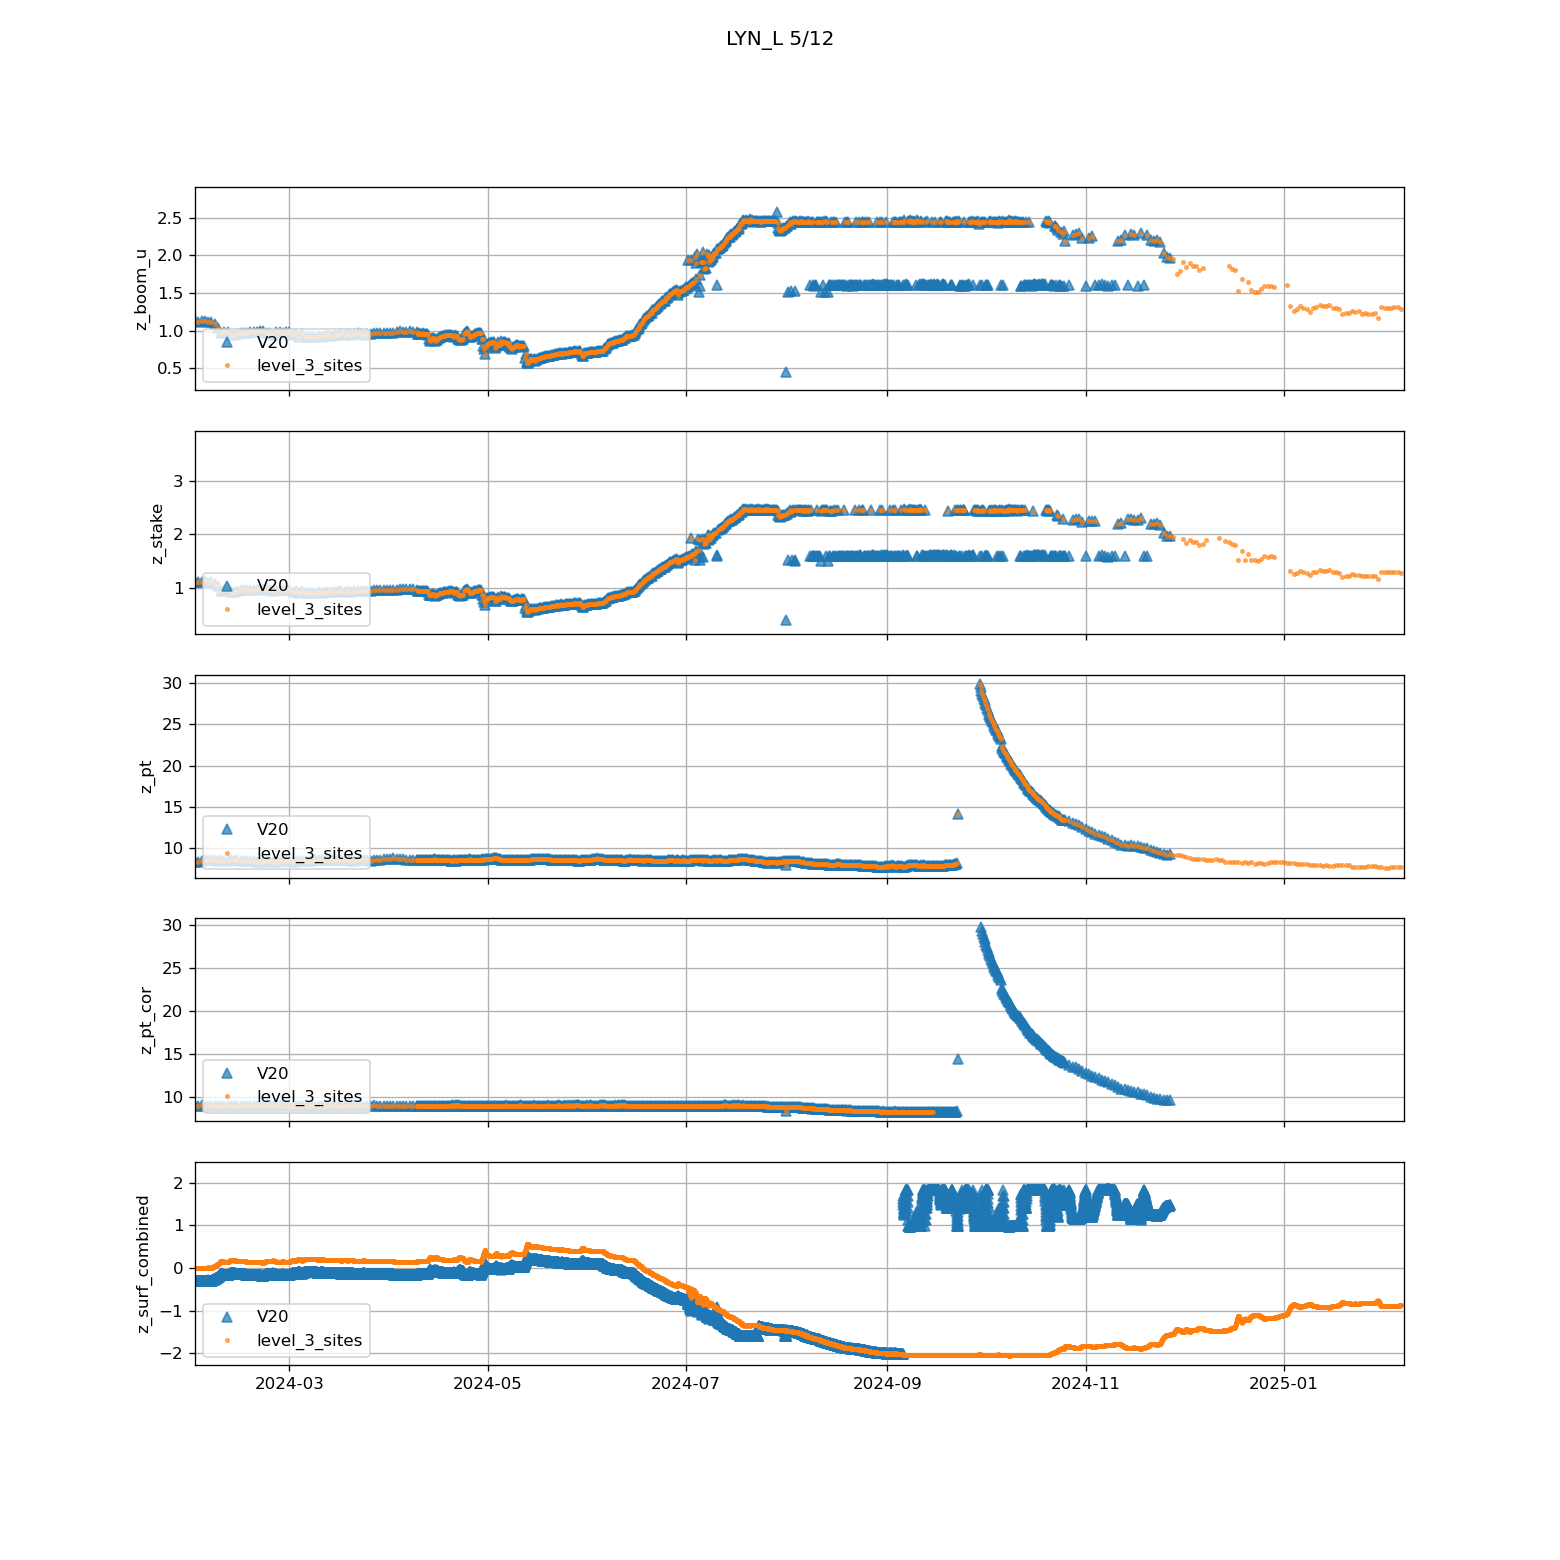 LYN_L 5/12
z_boom_u
2.5
2.0
1.5
1.0
0.5
V20
level_3_sites
z_stake
3
2
1
V20
level_3_sites
z_pt
30
25
20
15
10
V20
level_3_sites
z_pt_cor
30
25
20
15
10
V20
level_3_sites
z_surf_combined
2
1
0
−1
−2
V20
level_3_sites
2024-03 2024-05 2024-07 2024-09 2024-11 2025-01